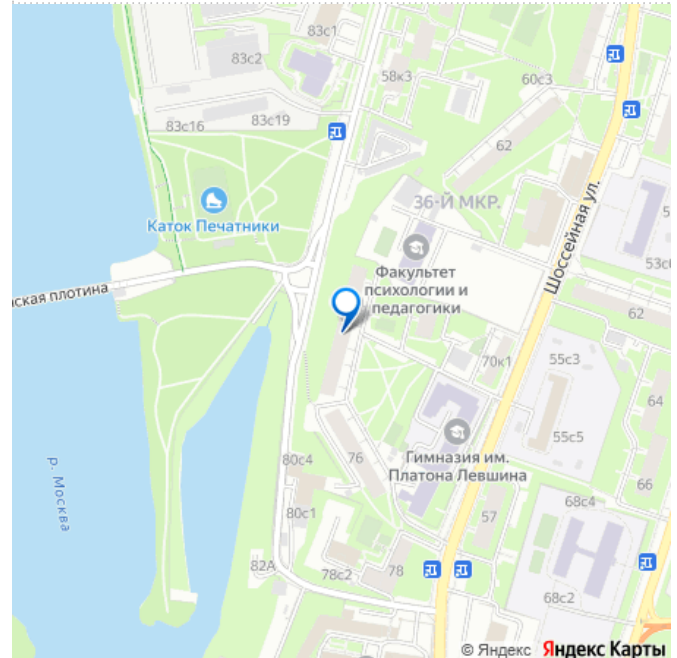 83с1
83с2
58к3
60с3
83с16
83с19
62
Каток Печатники
36-Й МКР.
Шоссейная ул.
Факультет
психологии и
педагогики
нская плотина
53с6
62
70к1
55с3
64
55с5
Гимназия им.
Платона Левшина
76
80с4
66
р. Москва
80с1
57
68с4
82А
78с2
78
68с2
© Яндекс Яндекс Карты